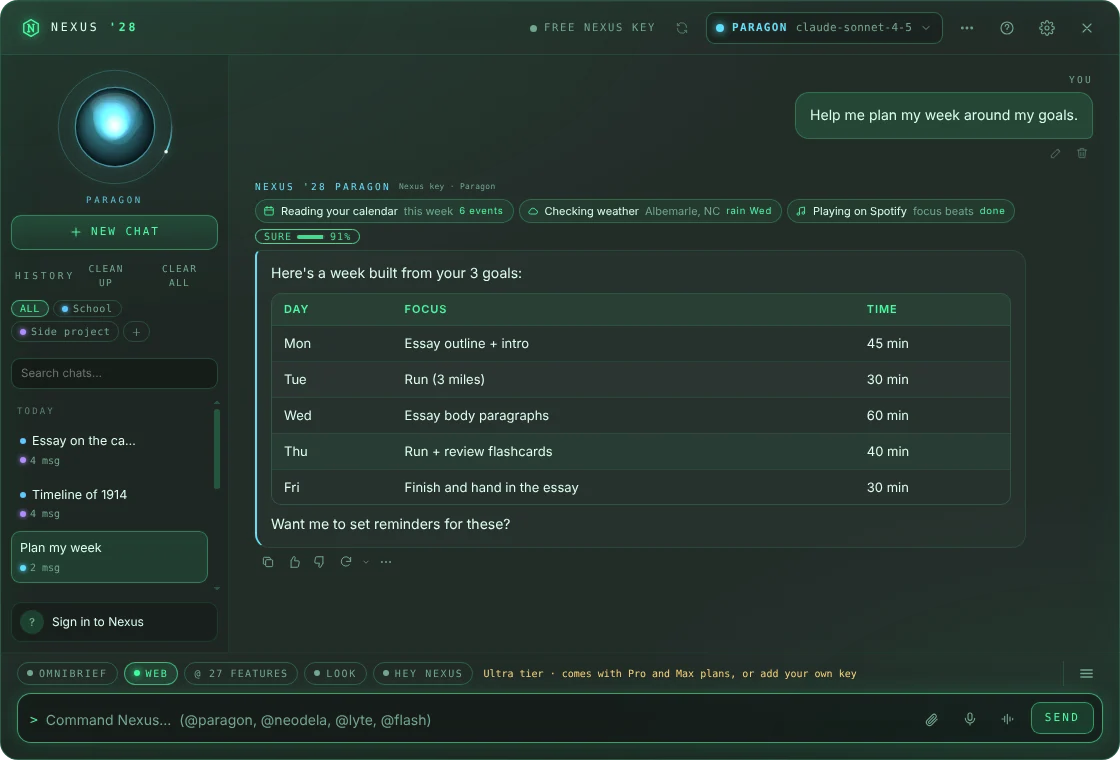 NEXUS '28
FREE NEXUS KEY
PARAGON claude-sonnet-4-5
PARAGON
+ NEW CHAT
HISTORY
CLEAN UP
CLEAR ALL
ALL
School
Side project
+
Search chats...
TODAY
Essay on the ca...
4 msg
Timeline of 1914
4 msg
Plan my week
2 msg
? Sign in to Nexus
YOU
Help me plan my week around my goals.
NEXUS '28 PARAGON Nexus key · Paragon
Reading your calendar this week 6 events
Checking weather Albemarle, NC rain Wed
Playing on Spotify focus beats done
SURE 91%
Here's a week built from your 3 goals:
DAY FOCUS TIME
Mon Essay outline + intro 45 min
Tue Run (3 miles) 30 min
Wed Essay body paragraphs 60 min
Thu Run + review flashcards 40 min
Fri Finish and hand in the essay 30 min
Want me to set reminders for these?
OMNIBRIEF
WEB
@ 27 FEATURES
LOOK
HEY NEXUS
Ultra tier · comes with Pro and Max plans, or add your own key
> Command Nexus... (@paragon, @neodela, @lyte, @flash)
SEND